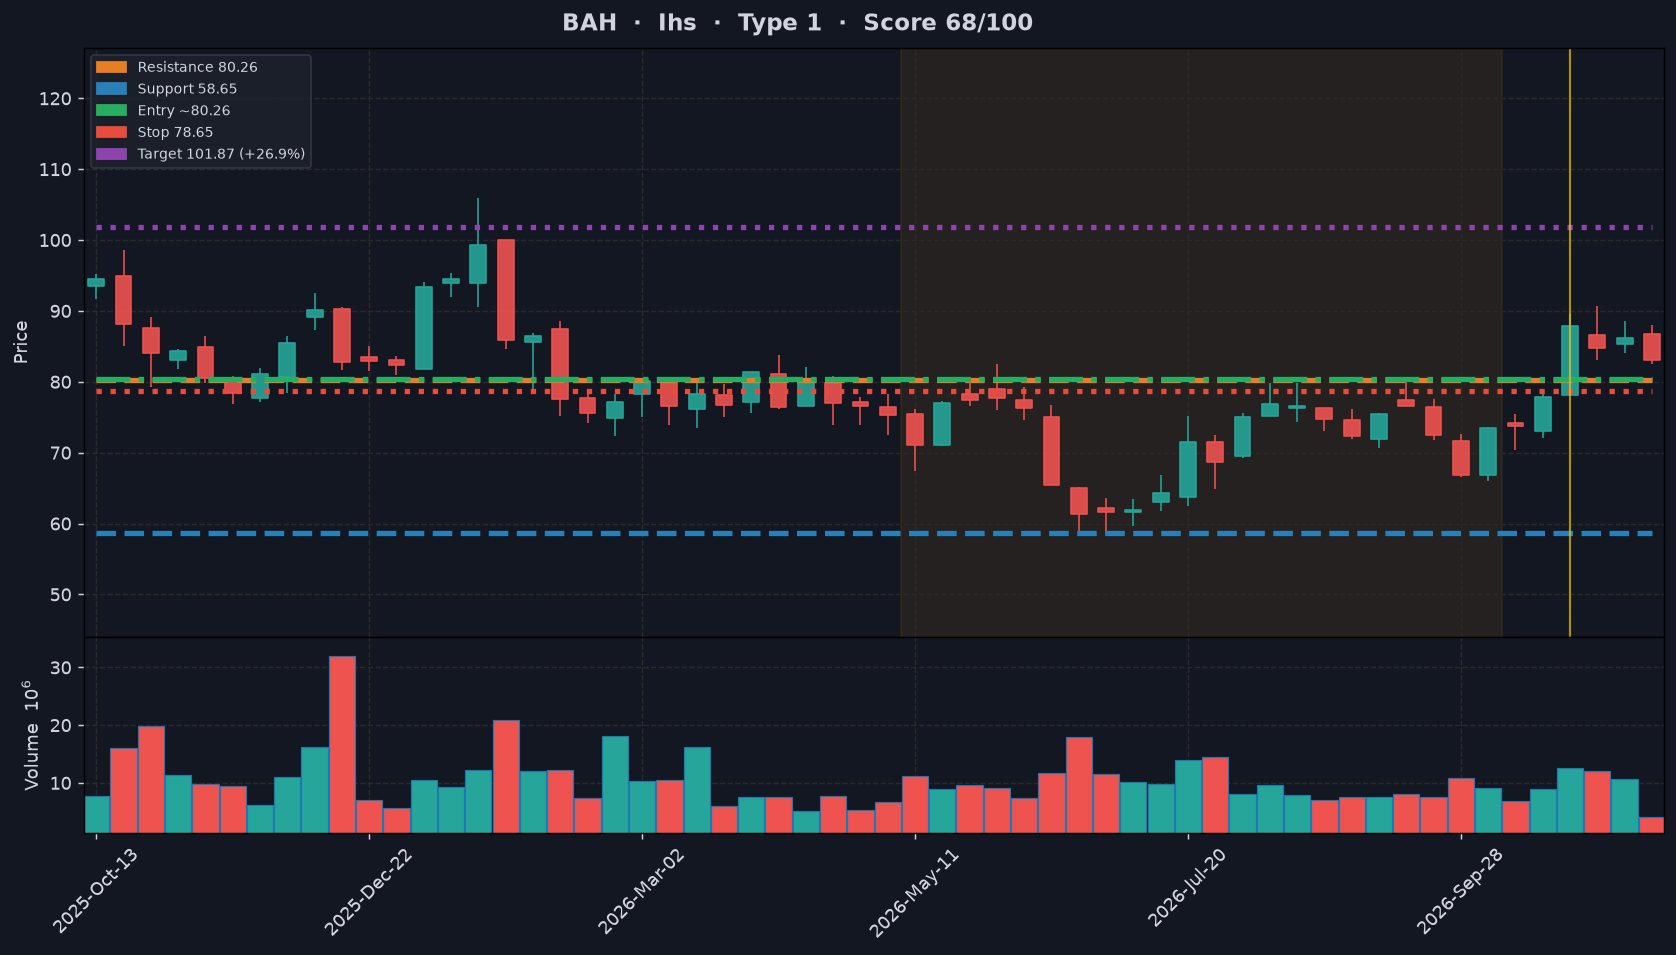 BAH · Ihs · Type 1 · Score 68/100
Resistance 80.26
Support 58.65
Entry ~80.26
Stop 78.65
Target 101.87 (+26.9%)
Price
120
110
100
90
80
70
60
50
Volume 10⁶
30
20
10
2025-Oct-13
2025-Dec-22
2026-Mar-02
2026-May-11
2026-Jul-20
2026-Sep-28